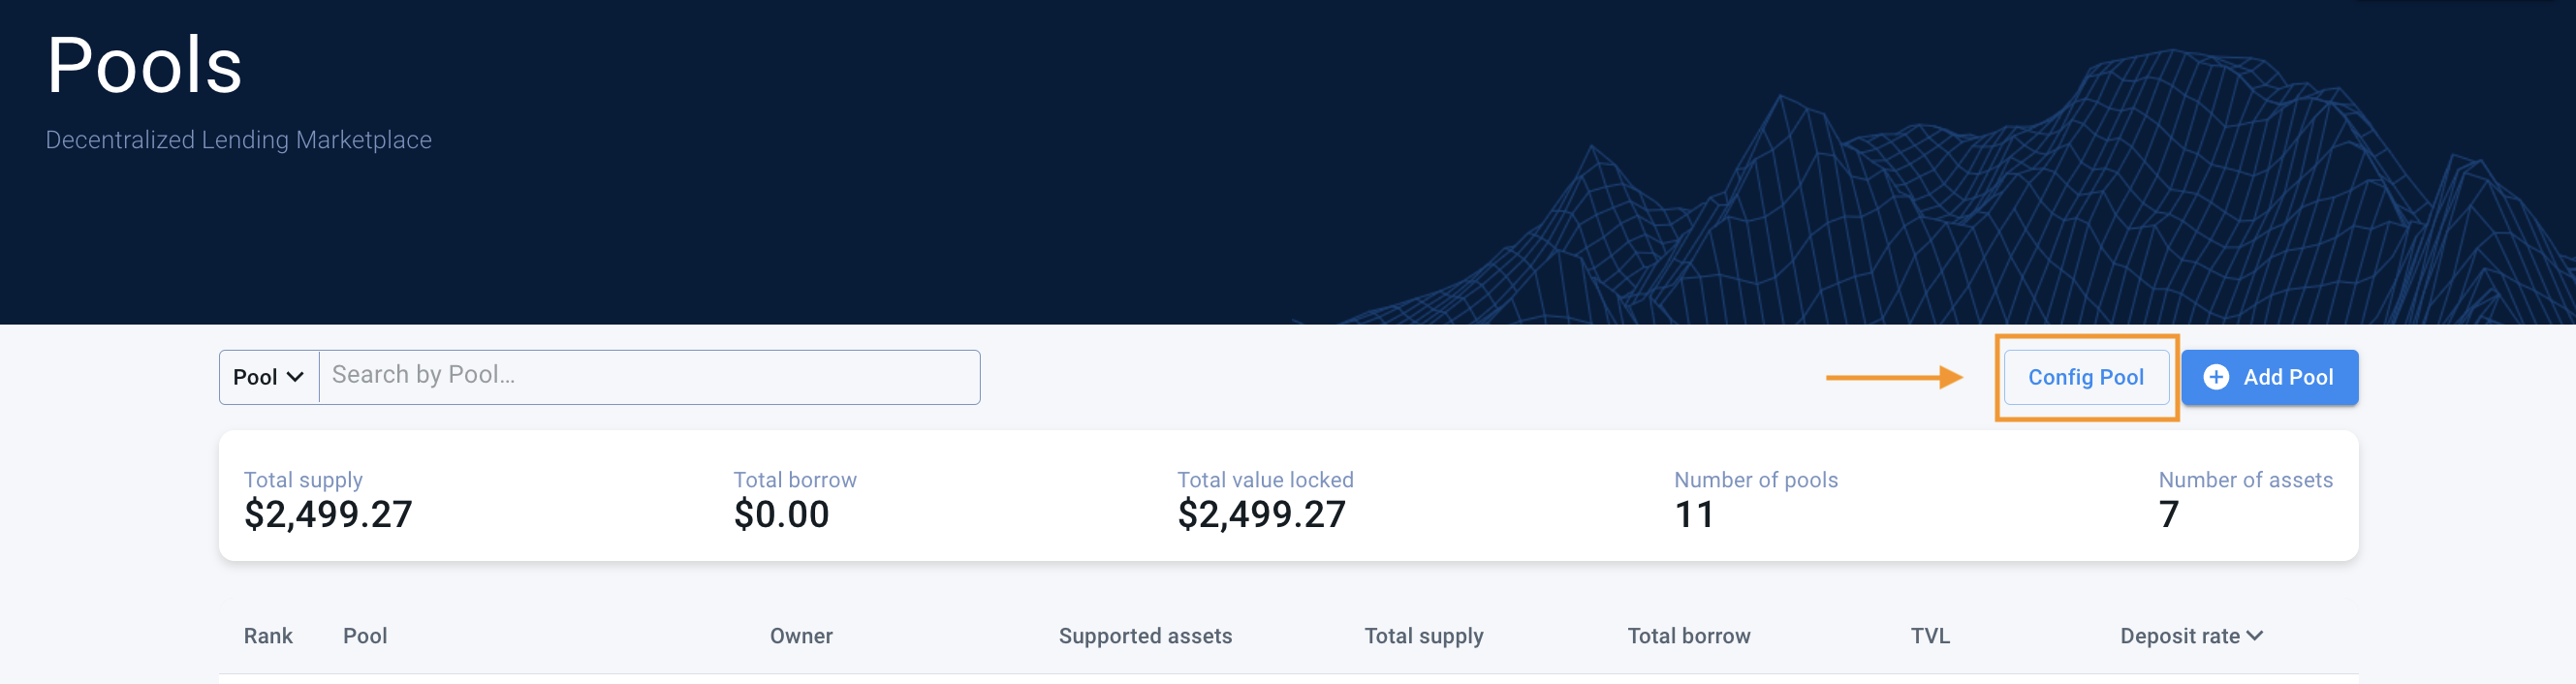 Pools
Decentralized Lending Marketplace
Pool Search by Pool... Config Pool Add Pool
Total supply Total borrow Total value locked Number of pools Number of assets
$2,499.27 $0.00 $2,499.27 11 7
Rank Pool Owner Supported assets Total supply Total borrow TVL Deposit rate